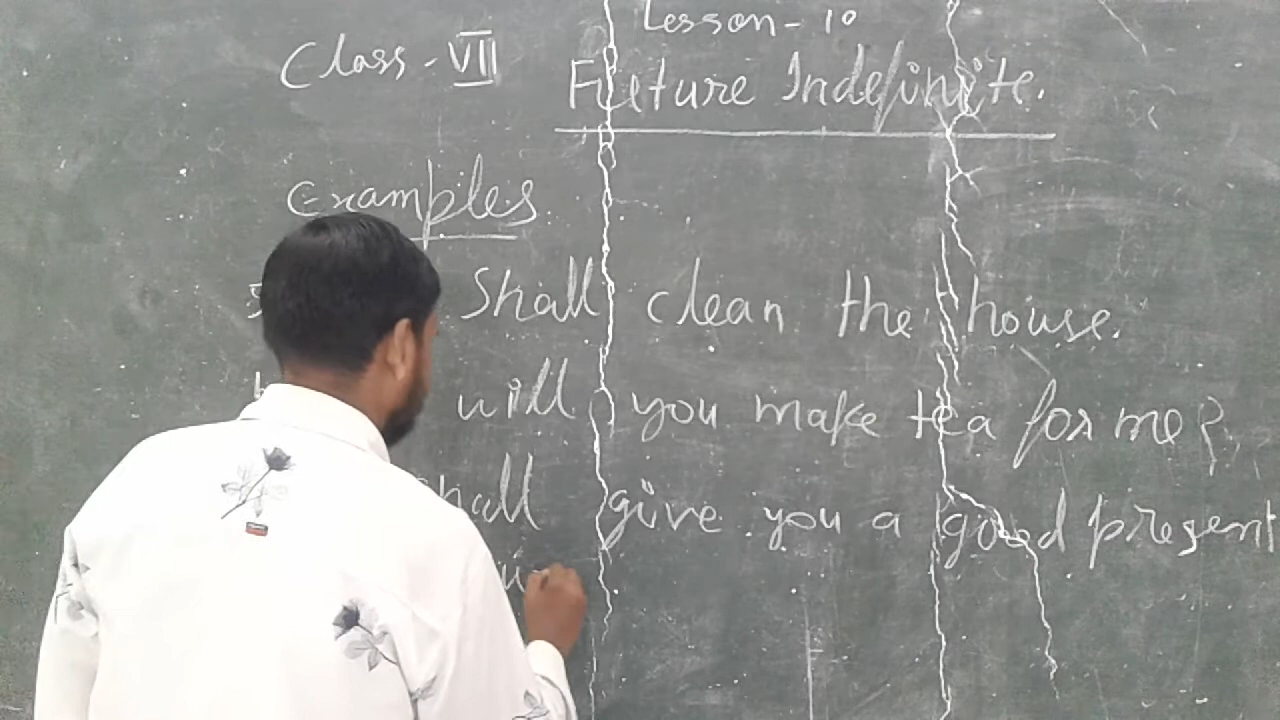 Lesson - 10
Class - VII
Future Indefinite.
Examples
Shall clean the house.
will you make tea for me?
shall give you a good present